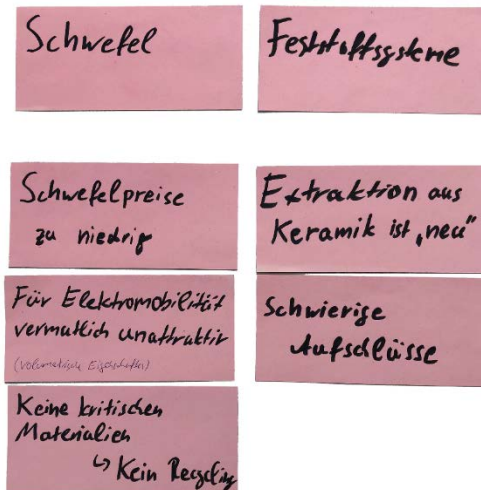 Schwefel
Feststoffsysteme
Schwefelpreise
zu niedrig
Für Elektromobilität
vermutlich unattraktiv
(Volumetrische Eigenschaften)
Keine kritischen
Materialien
↳ Kein Recycling
Extraktion aus
Keramik ist „neu“
Schwierige
Aufschlüsse